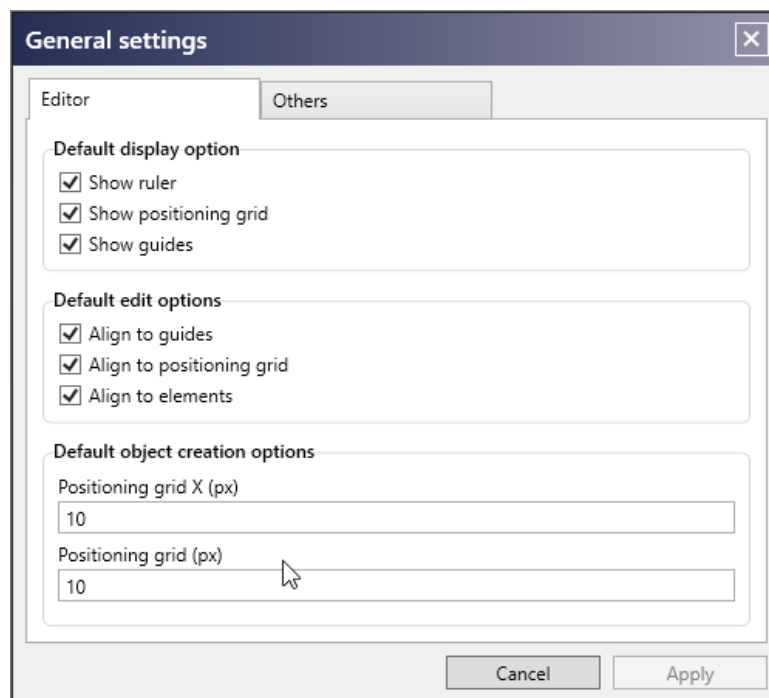 General settings
Editor
Others
Default display option
Show ruler
Show positioning grid
Show guides
Default edit options
Align to guides
Align to positioning grid
Align to elements
Default object creation options
Positioning grid X (px)
10
Positioning grid (px)
10
Cancel
Apply